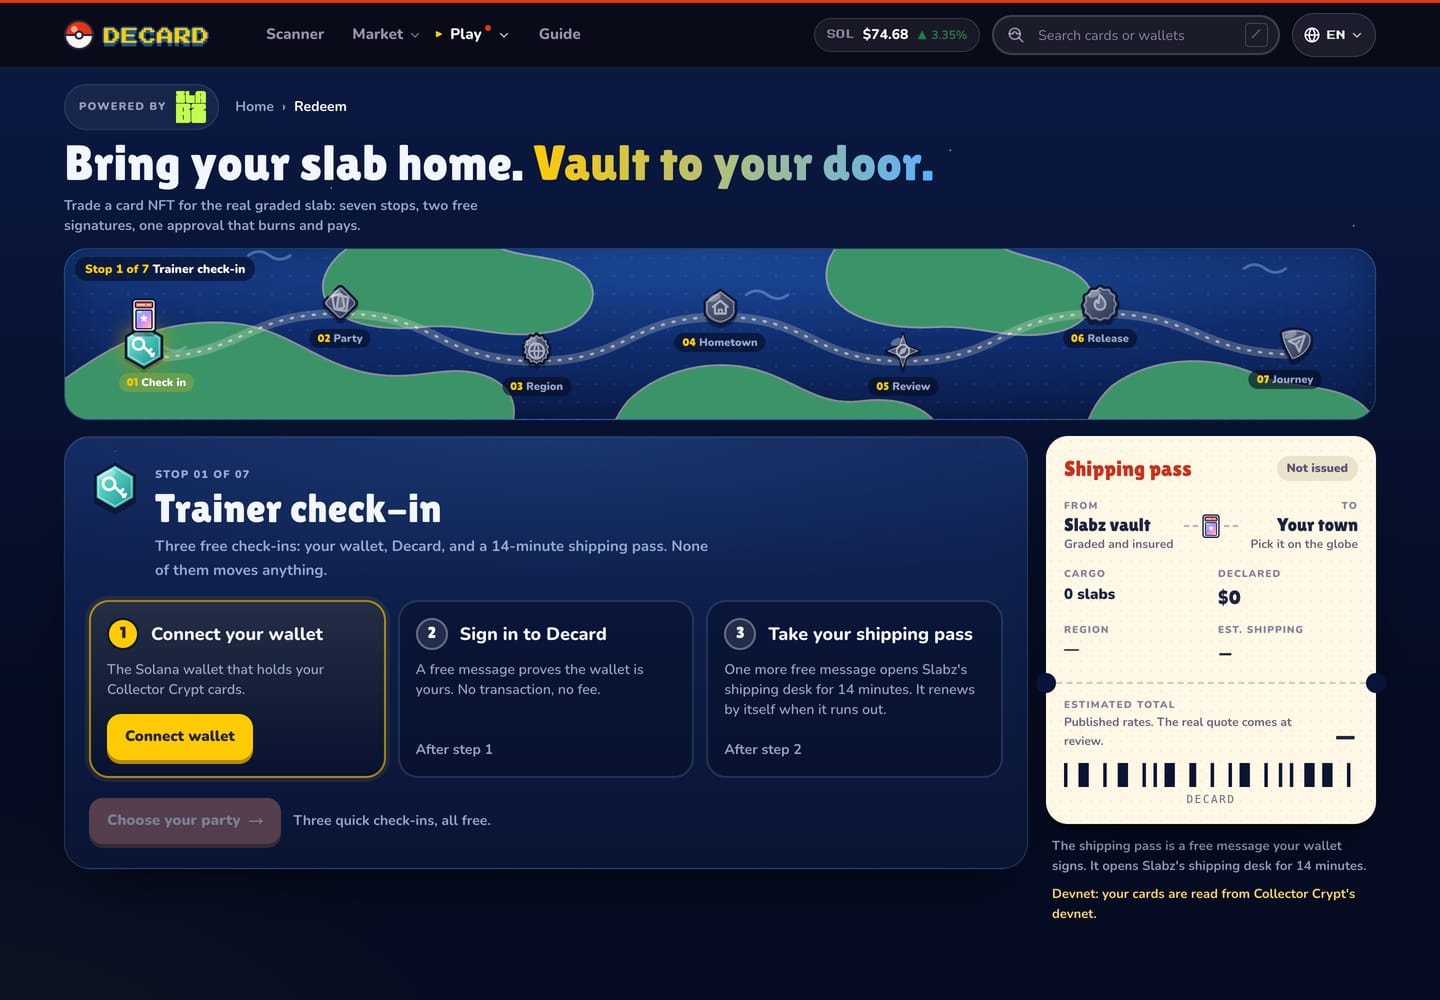 DECARD
Scanner
Market
Play
Guide
SOL $74.68 ▲ 3.35%
Search cards or wallets
/
EN
POWERED BY SLABZ
Home › Redeem
Bring your slab home. Vault to your door.
Trade a card NFT for the real graded slab: seven stops, two free
signatures, one approval that burns and pays.
Stop 1 of 7 Trainer check-in
01 Check in
02 Party
03 Region
04 Hometown
05 Review
06 Release
07 Journey
STOP 01 OF 07
Trainer check-in
Three free check-ins: your wallet, Decard, and a 14-minute shipping pass. None
of them moves anything.
1 Connect your wallet
The Solana wallet that holds your
Collector Crypt cards.
Connect wallet
2 Sign in to Decard
A free message proves the wallet is
yours. No transaction, no fee.
After step 1
3 Take your shipping pass
One more free message opens Slabz's
shipping desk for 14 minutes. It renews
by itself when it runs out.
After step 2
Choose your party →
Three quick check-ins, all free.
Shipping pass
Not issued
FROM
Slabz vault
Graded and insured
TO
Your town
Pick it on the globe
CARGO
0 slabs
DECLARED
$0
REGION
—
EST. SHIPPING
—
ESTIMATED TOTAL
Published rates. The real quote comes at
review.
—
DECARD
The shipping pass is a free message your wallet
signs. It opens Slabz's shipping desk for 14 minutes.
Devnet: your cards are read from Collector Crypt's
devnet.